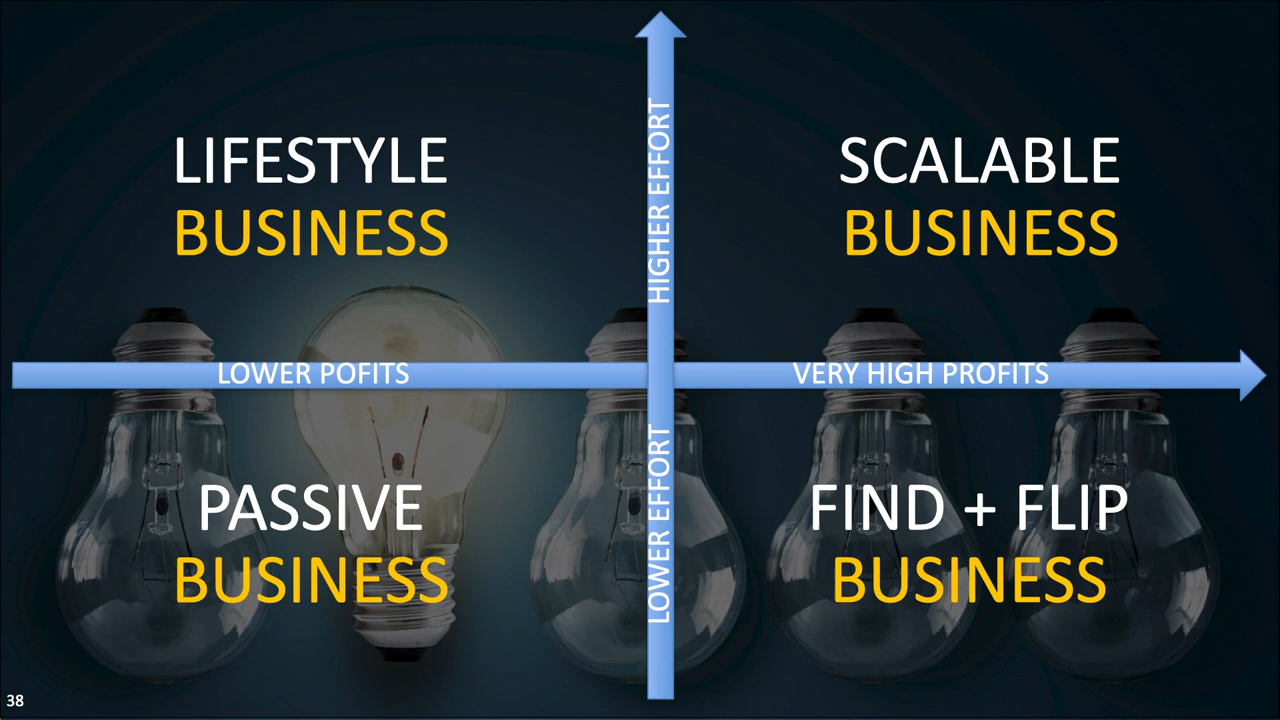 LIFESTYLE
BUSINESS
SCALABLE
BUSINESS
HIGHER EFFORT
LOWER POFITS
VERY HIGH PROFITS
LOWER EFFORT
PASSIVE
BUSINESS
FIND + FLIP
BUSINESS
38